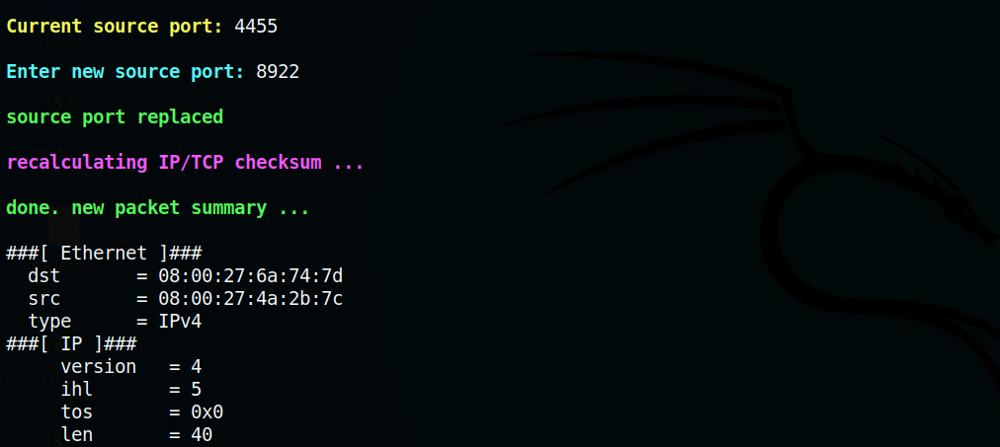 Current source port: 4455
Enter new source port: 8922
source port replaced
recalculating IP/TCP checksum ...
done. new packet summary ...
###[ Ethernet ]###
  dst       = 08:00:27:6a:74:7d
  src       = 08:00:27:4a:2b:7c
  type      = IPv4
###[ IP ]###
     version   = 4
     ihl       = 5
     tos       = 0x0
     len       = 40